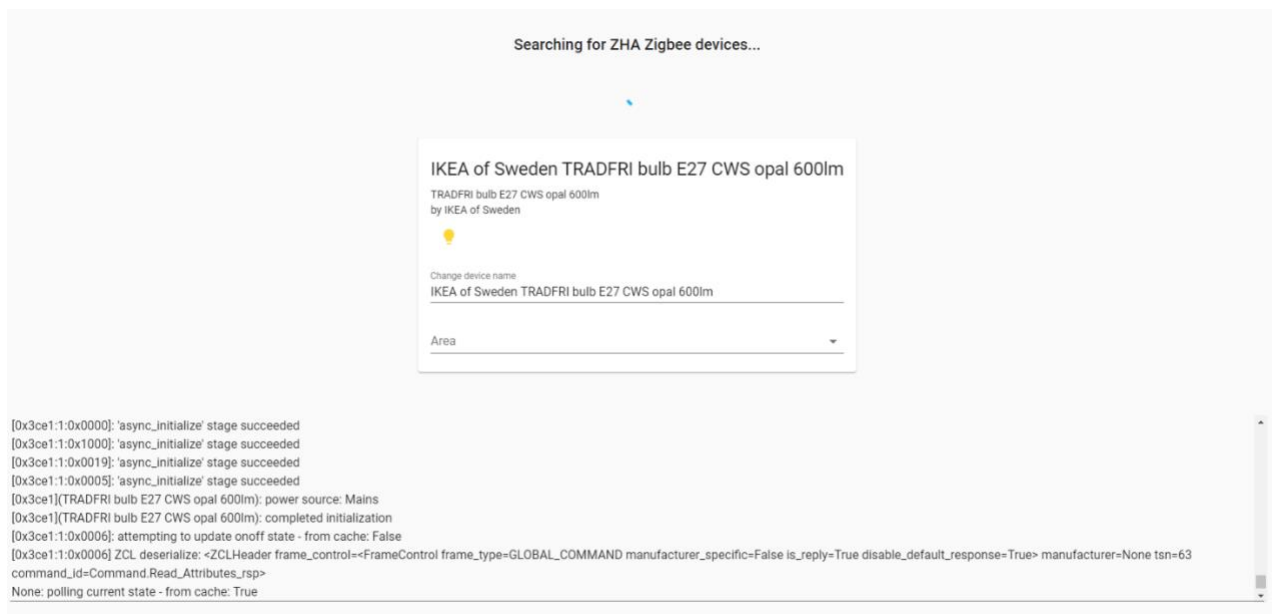 Searching for ZHA Zigbee devices...
IKEA of Sweden TRADFRI bulb E27 CWS opal 600lm
TRADFRI bulb E27 CWS opal 600lm
by IKEA of Sweden
Change device name
IKEA of Sweden TRADFRI bulb E27 CWS opal 600lm
Area
[0x3ce1:1:0x0000]: 'async_initialize' stage succeeded
[0x3ce1:1:0x1000]: 'async_initialize' stage succeeded
[0x3ce1:1:0x0019]: 'async_initialize' stage succeeded
[0x3ce1:1:0x0005]: 'async_initialize' stage succeeded
[0x3ce1](TRADFRI bulb E27 CWS opal 600lm): power source: Mains
[0x3ce1](TRADFRI bulb E27 CWS opal 600lm): completed initialization
[0x3ce1:1:0x0006]: attempting to update onoff state - from cache: False
[0x3ce1:1:0x0006] ZCL deserialize: <ZCLHeader frame_control=<FrameControl frame_type=GLOBAL_COMMAND manufacturer_specific=False is_reply=True disable_default_response=True> manufacturer=None tsn=63
command_id=Command.Read_Attributes_rsp>
None: polling current state - from cache: True